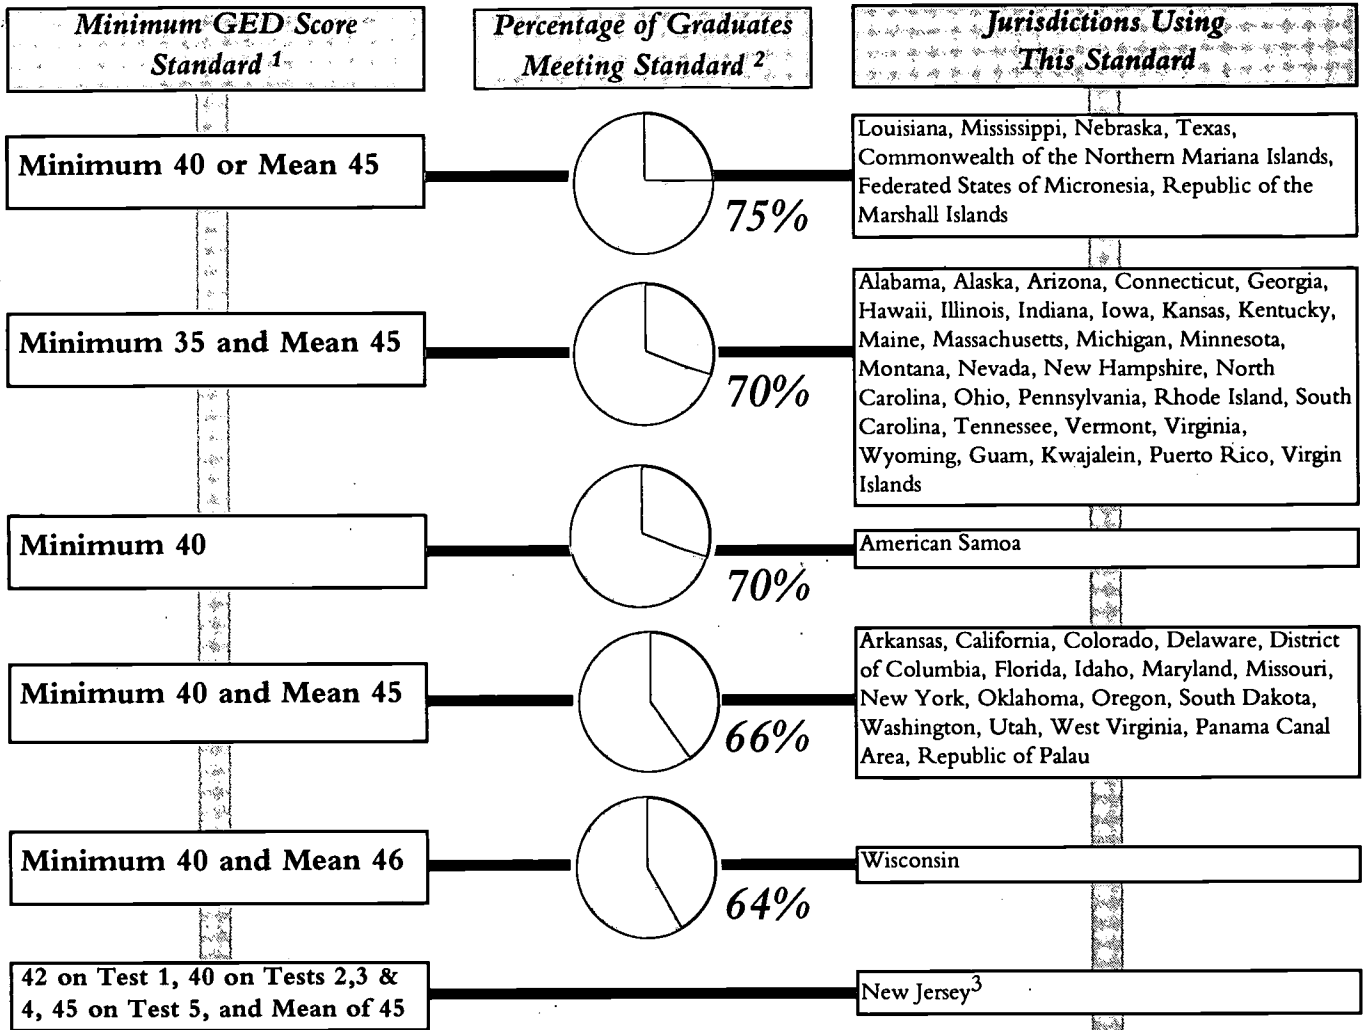 Minimum GED Score
Standard 1
Percentage of Graduates
Meeting Standard 2
Jurisdictions Using
This Standard
Minimum 40 or Mean 45
75%
Louisiana, Mississippi, Nebraska, Texas,
Commonwealth of the Northern Mariana Islands,
Federated States of Micronesia, Republic of the
Marshall Islands
Minimum 35 and Mean 45
70%
Alabama, Alaska, Arizona, Connecticut, Georgia,
Hawaii, Illinois, Indiana, Iowa, Kansas, Kentucky,
Maine, Massachusetts, Michigan, Minnesota,
Montana, Nevada, New Hampshire, North
Carolina, Ohio, Pennsylvania, Rhode Island, South
Carolina, Tennessee, Vermont, Virginia,
Wyoming, Guam, Kwajalein, Puerto Rico, Virgin
Islands
Minimum 40
70%
American Samoa
Minimum 40 and Mean 45
66%
Arkansas, California, Colorado, Delaware, District
of Columbia, Florida, Idaho, Maryland, Missouri,
New York, Oklahoma, Oregon, South Dakota,
Washington, Utah, West Virginia, Panama Canal
Area, Republic of Palau
Minimum 40 and Mean 46
64%
Wisconsin
42 on Test 1, 40 on Tests 2,3 &
4, 45 on Test 5, and Mean of 45
New Jersey3